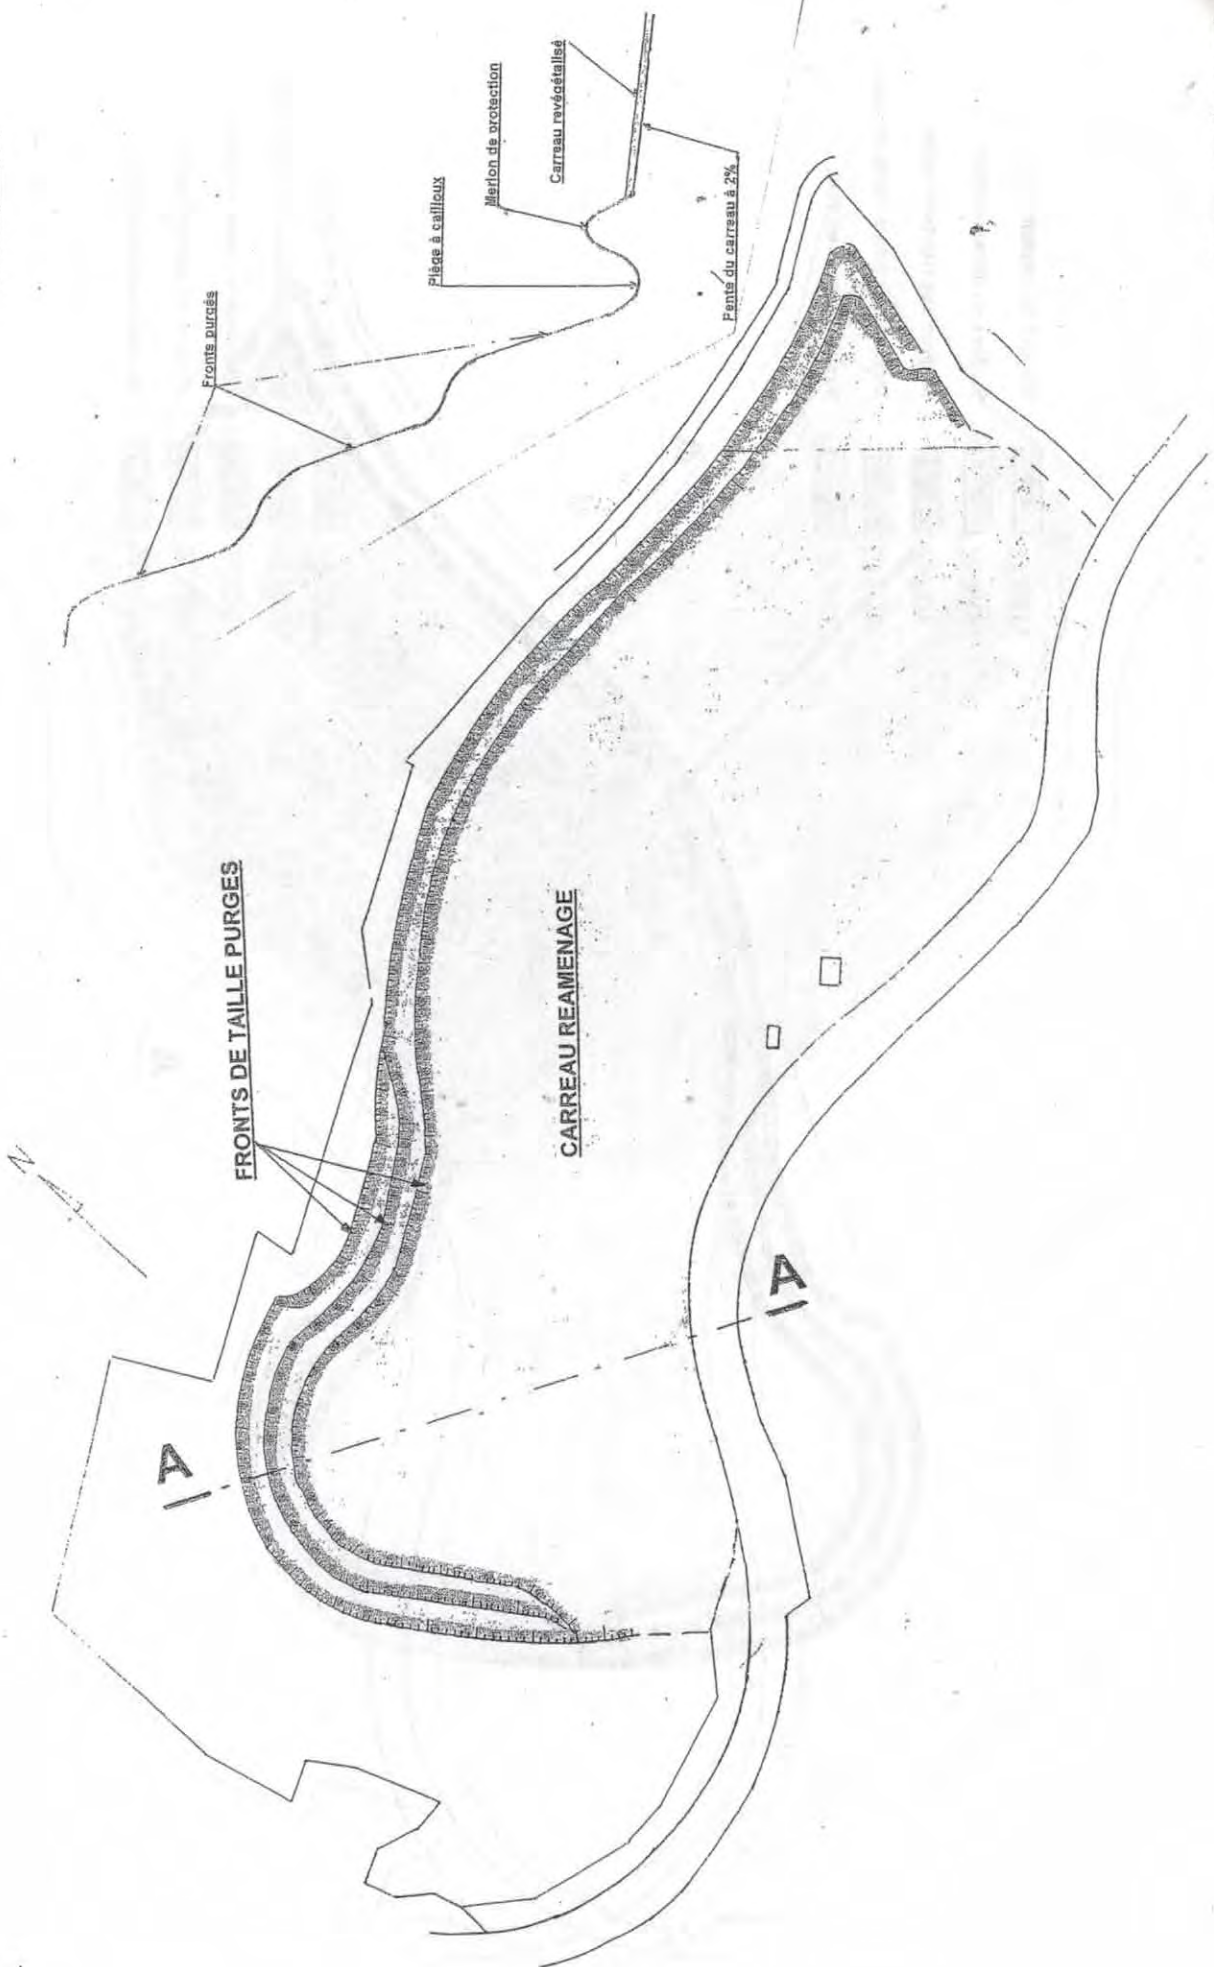 Fronts purgés
Piège à cailloux
Merlon de protection
Carreau revégétalisé
Pente du carreau à 2%
FRONTS DE TAILLE PURGES
CARREAU REAMENAGE
N
A
A